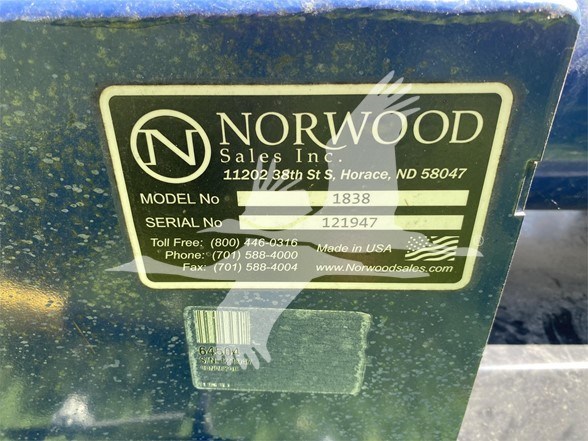 N NORWOOD
Sales Inc.
11202 38th St S, Horace, ND 58047
MODEL No 1838
SERIAL No 121947
Toll Free: (800) 446-0316
Phone: (701) 588-4000
Fax: (701) 588-4004
Made in USA
www.Norwoodsales.com